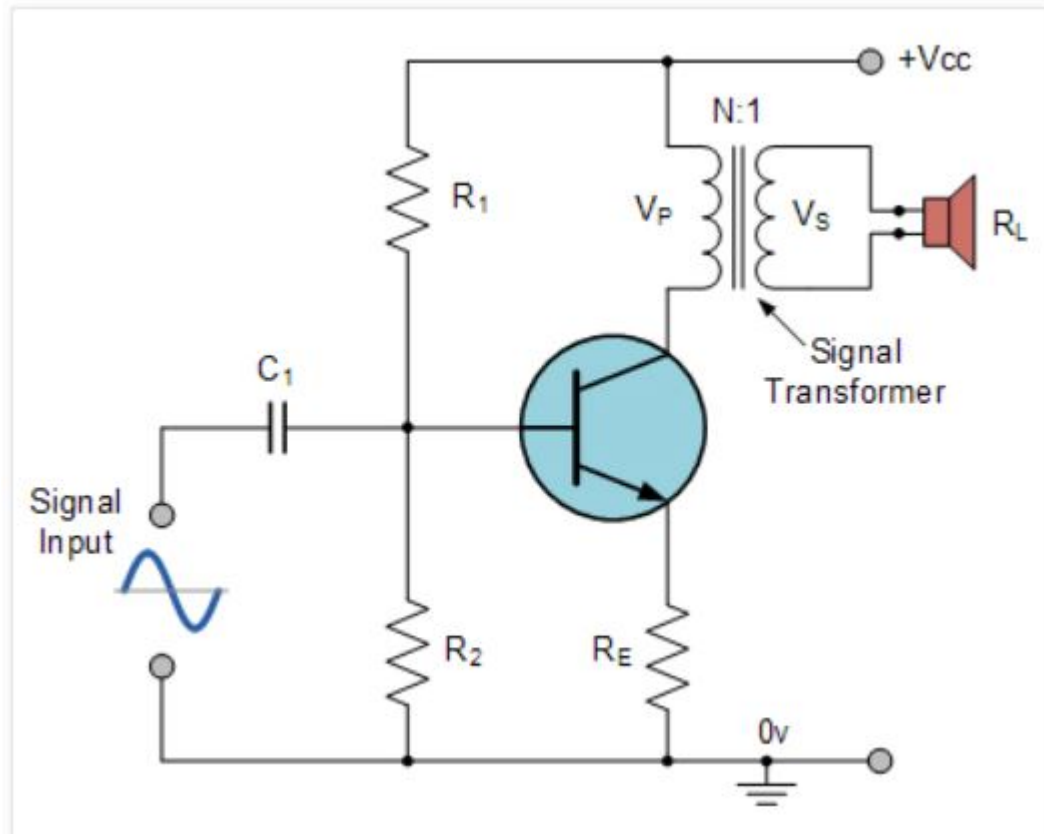 +Vcc
N:1
R1
VP
VS
RL
Signal
Transformer
C1
Signal
Input
R2
RE
0v